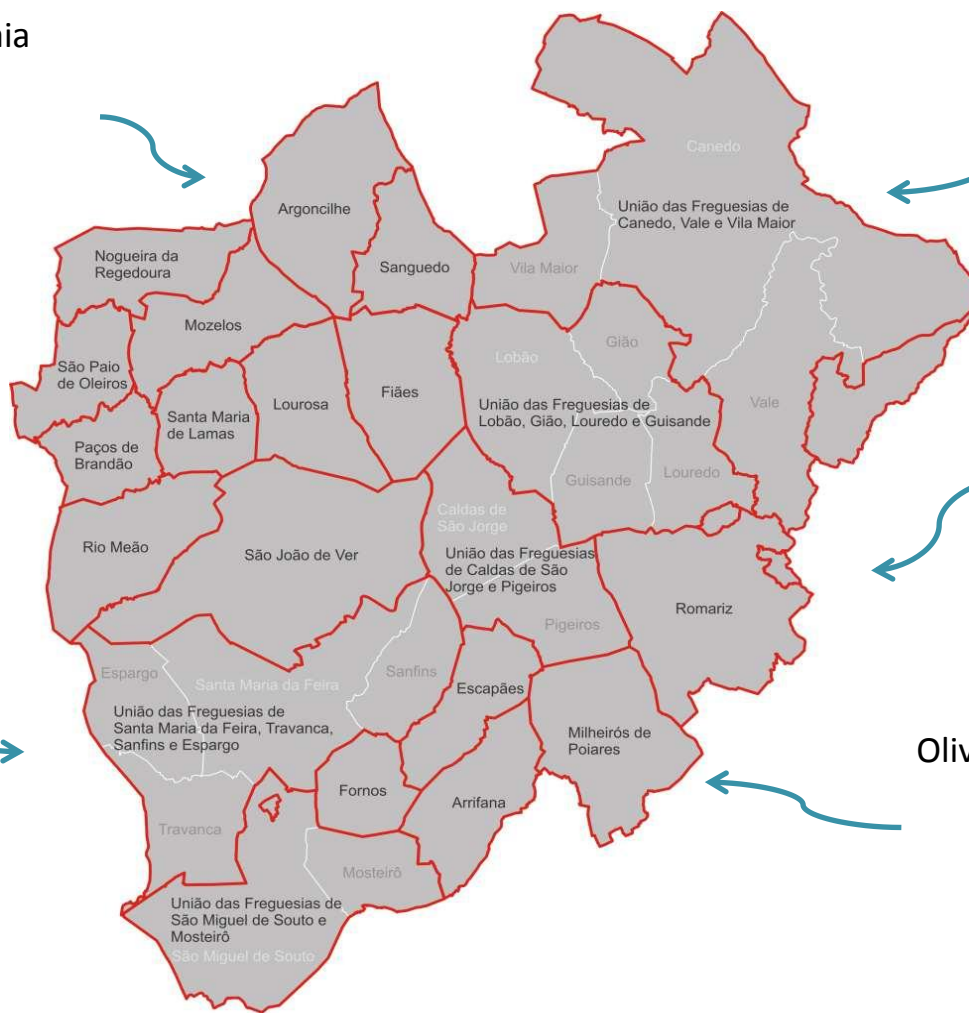 nia
Canedo
Argoncilhe
União das Freguesias de
Canedo, Vale e Vila Maior
Nogueira da
Regedoura
Sanguedo
Vila Maior
Mozelos
Gião
Lobão
São Paio
de Oleiros
Santa Maria
de Lamas
Lourosa
Fiães
União das Freguesias de
Lobão, Gião, Louredo e Guisande
Vale
Paços de
Brandão
Guisande
Louredo
Caldas de
São Jorge
Rio Meão
São João de Ver
União das Freguesias
de Caldas de São
Jorge e Pigeiros
Romariz
Pigeiros
Espargo
Santa Maria da Feira
Sanfins
Escapães
União das Freguesias de
Santa Maria da Feira, Travanca,
Sanfins e Espargo
Milheirós de
Poiares
Oliv
Fornos
Arrifana
Travanca
Mosteirô
União das Freguesias de
São Miguel de Souto e
Mosteirô
São Miguel de Souto